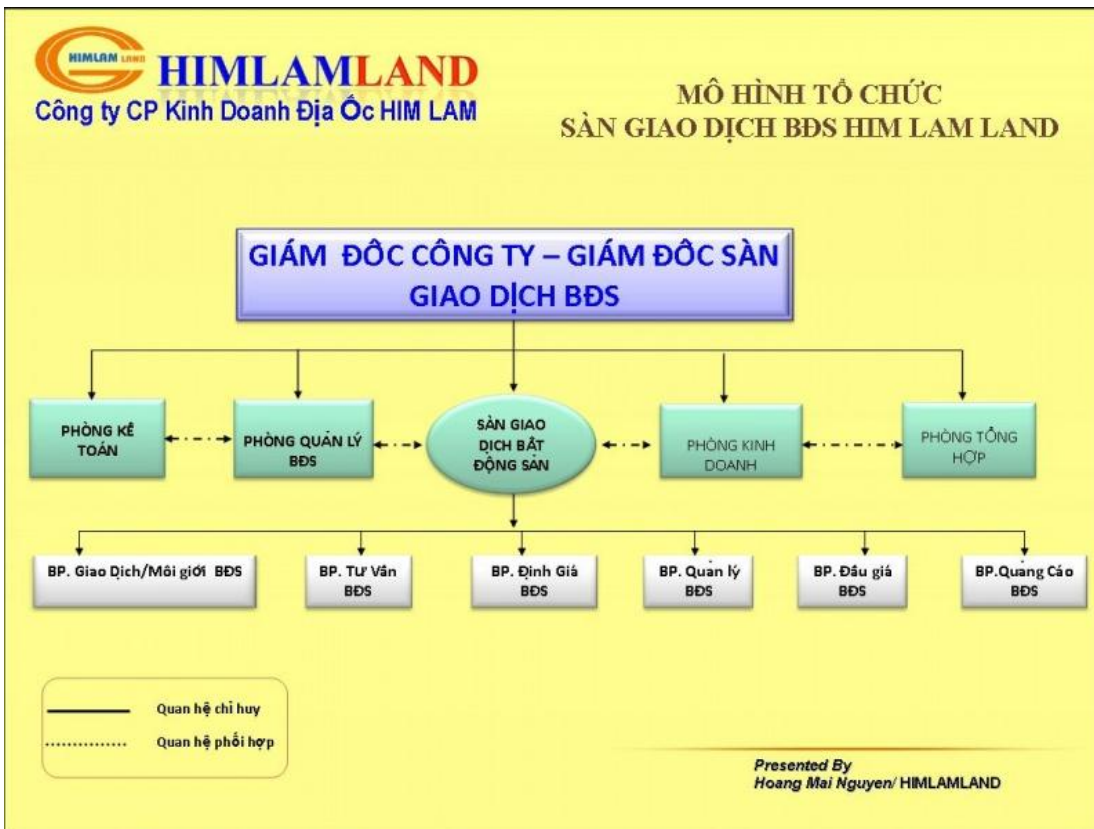 HIMLAM LAND
HIMLAMLAND
Công ty CP Kinh Doanh Địa Ốc HIM LAM
MÔ HÌNH TỔ CHỨC
SÀN GIAO DỊCH BĐS HIM LAM LAND
GIÁM ĐỐC CÔNG TY – GIÁM ĐỐC SÀN
GIAO DỊCH BĐS
PHÒNG KẾ
TOÁN
PHÒNG QUẢN LÝ
BĐS
SÀN GIAO
DỊCH BẤT
ĐỘNG SẢN
PHÒNG KINH
DOANH
PHÒNG TỔNG
HỢP
BP. Giao Dịch/Môi giới BĐS
BP. Tư Vấn
BĐS
BP. Định Giá
BĐS
BP. Quản lý
BĐS
BP. Đấu giá
BĐS
BP.Quảng Cáo
BĐS
Quan hệ chỉ huy
Quan hệ phối hợp
Presented By
Hoang Mai Nguyen/ HIMLAMLAND